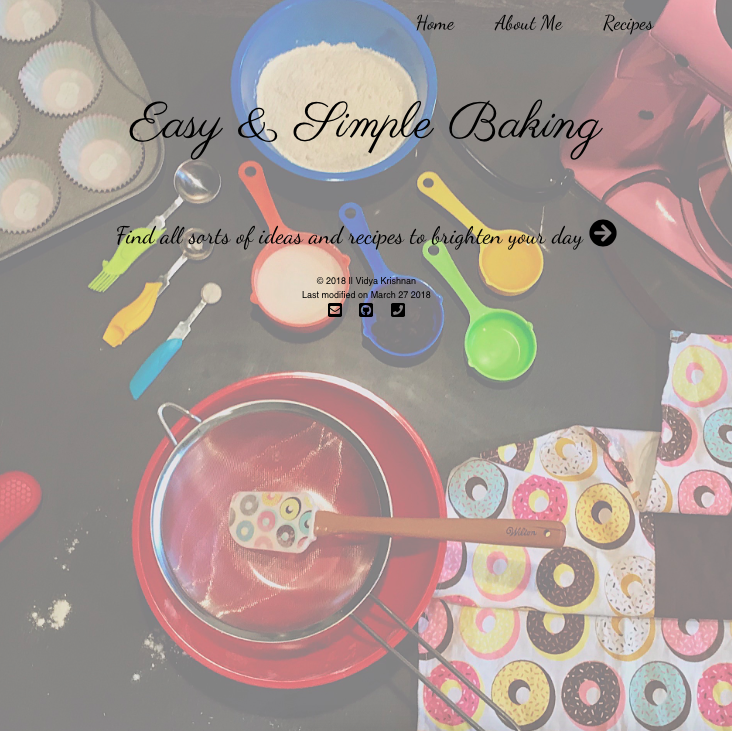 Home About Me Recipes
Easy & Simple Baking
Find all sorts of ideas and recipes to brighten your day
© 2018 II Vidya Krishnan
Last modified on March 27 2018
Wilton